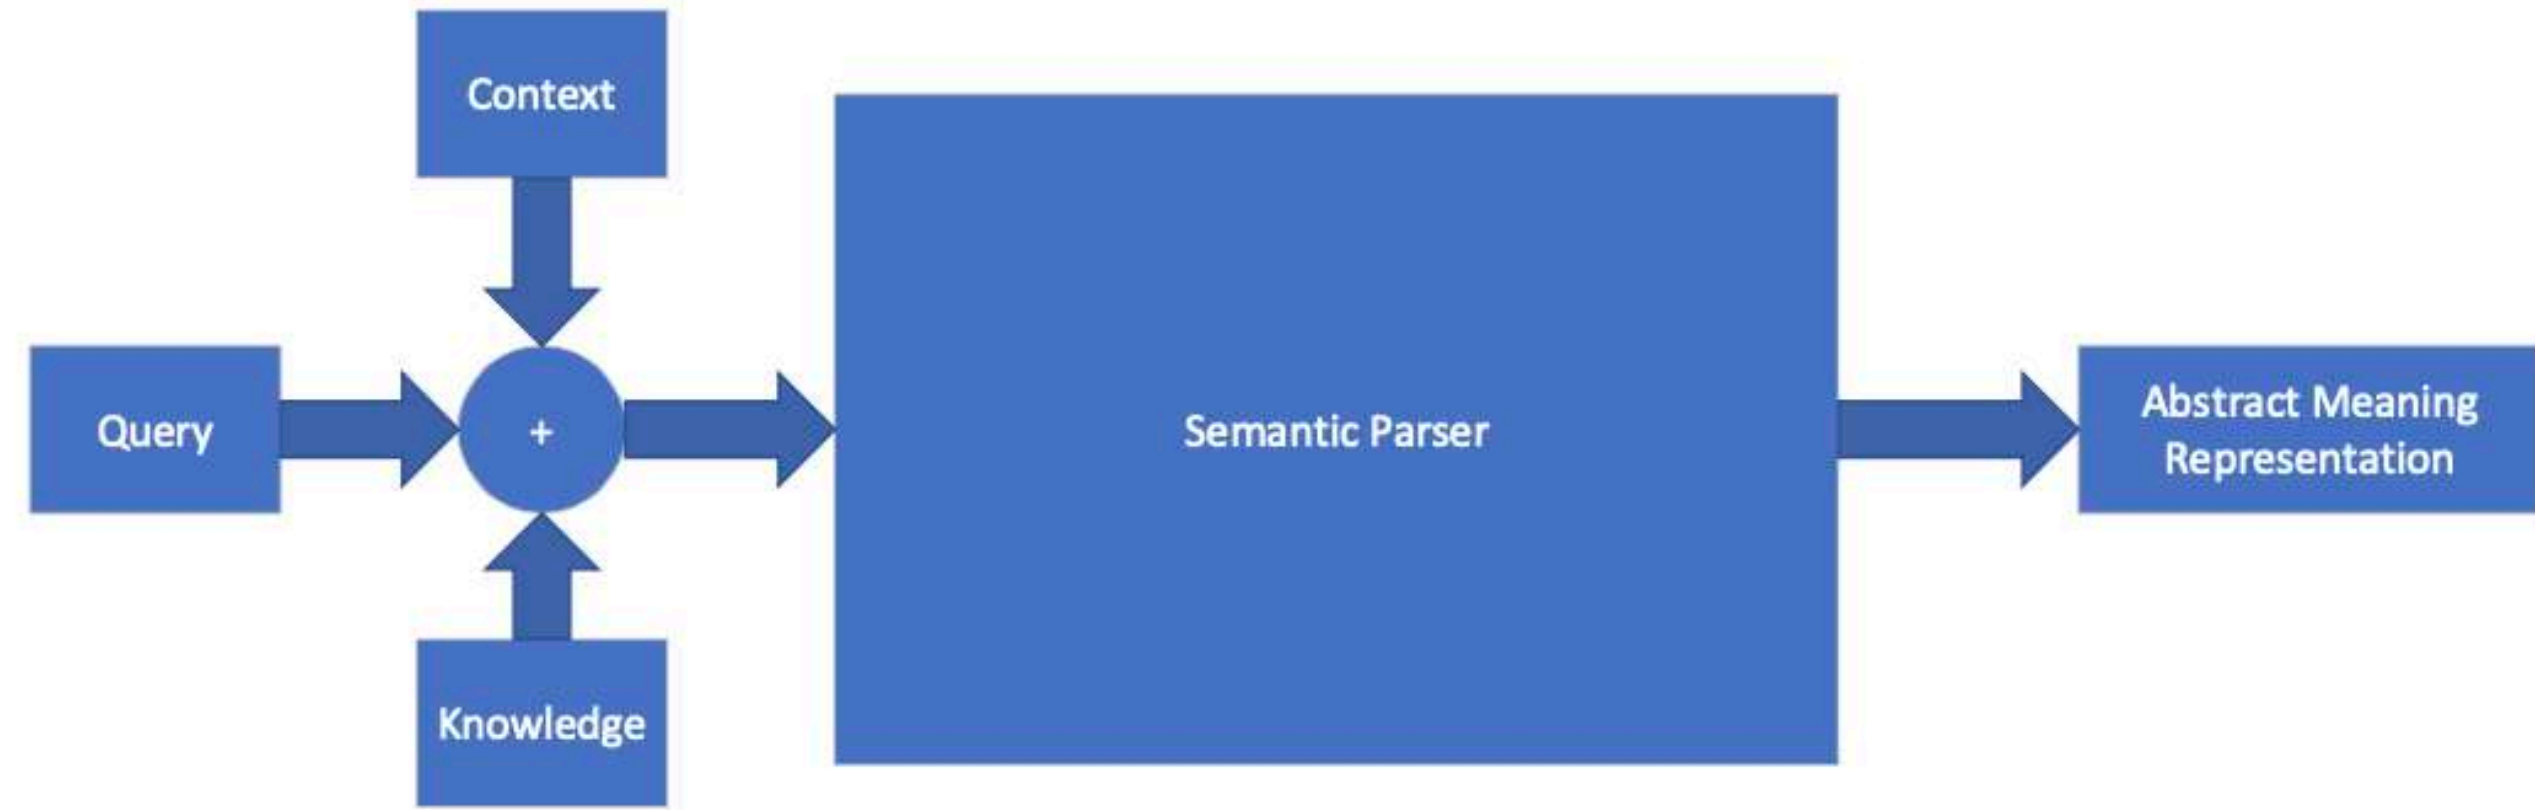 Context
Query
+
Semantic Parser
Abstract Meaning
Representation
Knowledge